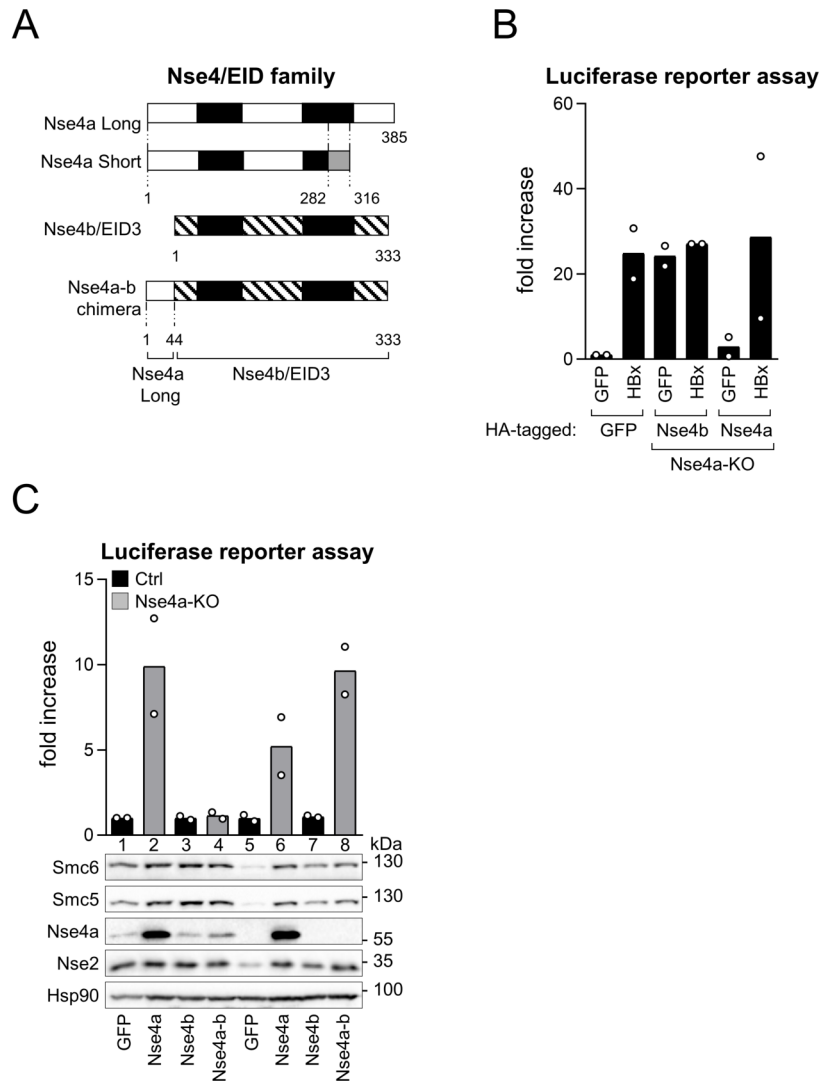 A
Nse4/EID family
Nse4a Long
385
Nse4a Short
1
282
316
Nse4b/EID3
1
333
Nse4a-b
chimera
1
44
333
Nse4a
Long
Nse4b/EID3
B
Luciferase reporter assay
fold increase
60
40
20
0
GFP
HBx
GFP
HBx
GFP
HBx
HA-tagged:
GFP
Nse4b
Nse4a
Nse4a-KO
C
Luciferase reporter assay
Ctrl
Nse4a-KO
fold increase
15
10
5
0
1 2 3 4 5 6 7 8 kDa
Smc6
130
Smc5
130
Nse4a
55
Nse2
35
Hsp90
100
GFP
Nse4a
Nse4b
Nse4a-b
GFP
Nse4a
Nse4b
Nse4a-b